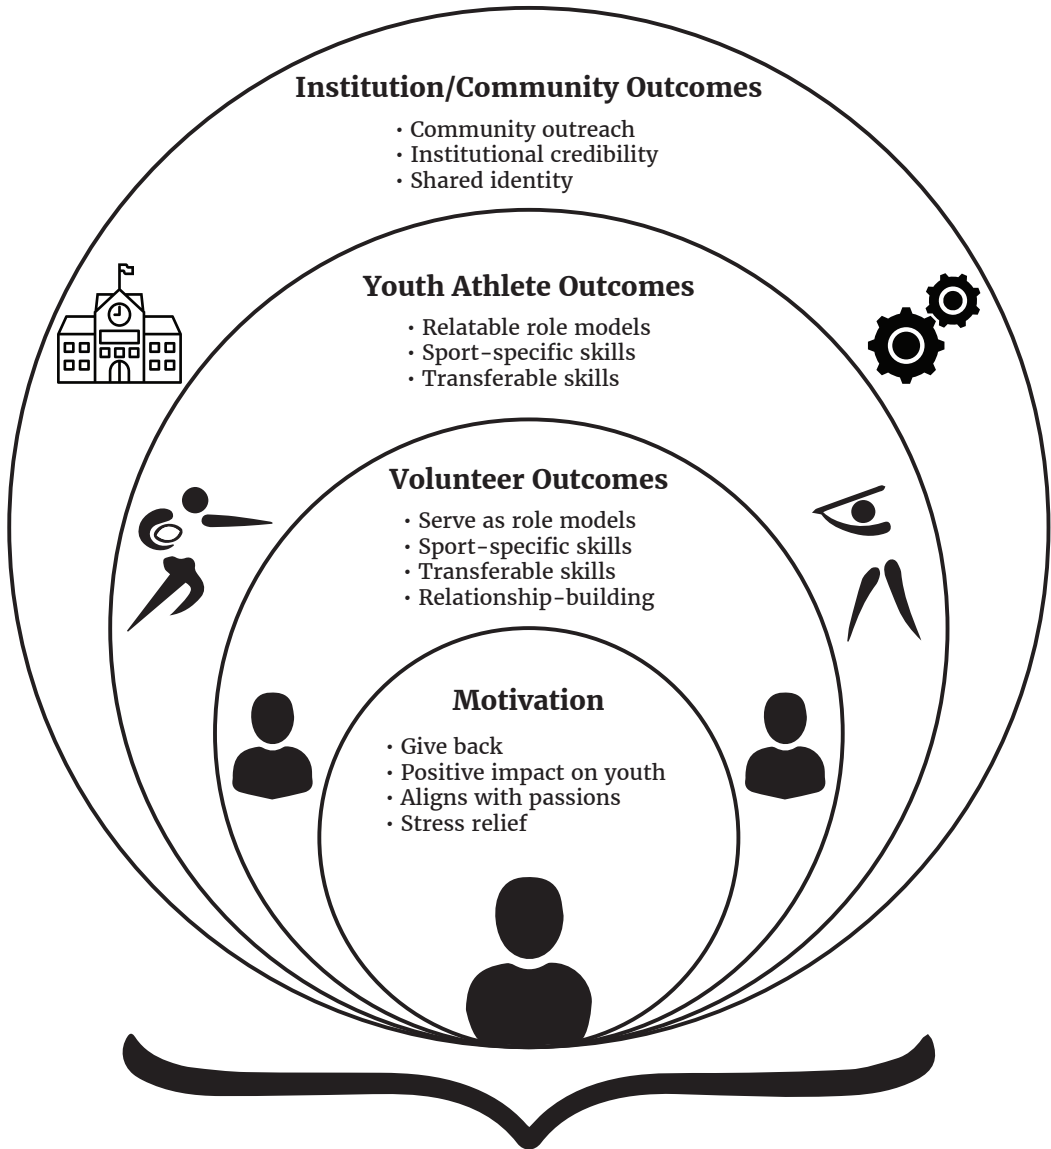 Institution/Community Outcomes
• Community outreach
• Institutional credibility
• Shared identity
Youth Athlete Outcomes
• Relatable role models
• Sport-specific skills
• Transferable skills
Volunteer Outcomes
• Serve as role models
• Sport-specific skills
• Transferable skills
• Relationship-building
Motivation
• Give back
• Positive impact on youth
• Aligns with passions
• Stress relief